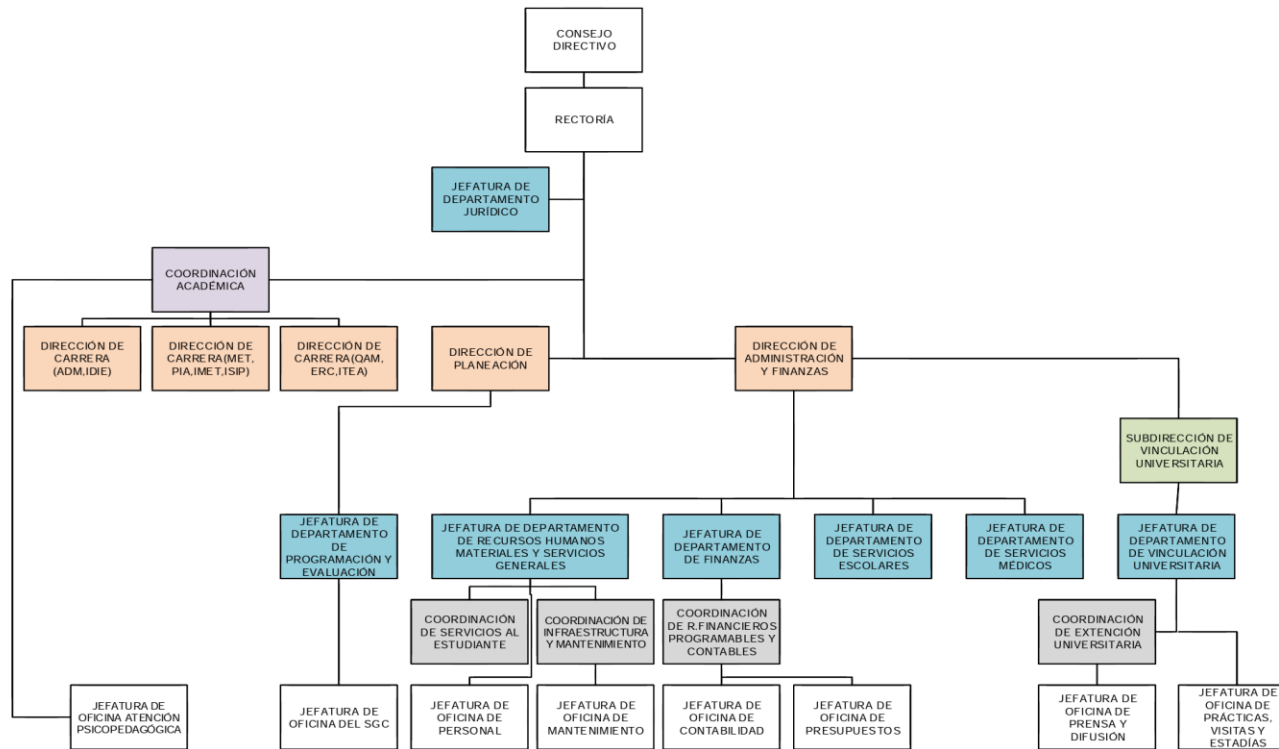 CONSEJO
DIRECTIVO
RECTORÍA
JEFATURA DE
DEPARTAMENTO
JURÍDICO
COORDINACIÓN
ACADÉMICA
DIRECCIÓN DE
CARRERA
(ADM,IDIE)
DIRECCIÓN DE
CARRERA(MET,
PIA,IMET,ISIP)
DIRECCIÓN DE
CARRERA(QAM,
ERC,ITEA)
DIRECCIÓN DE
PLANEACIÓN
DIRECCIÓN DE
ADMINISTRACIÓN
Y FINANZAS
SUBDIRECCIÓN DE
VINCULACIÓN
UNIVERSITARIA
JEFATURA DE
DEPARTAMENTO
DE
PROGRAMACIÓN Y
EVALUACIÓN
JEFATURA DE DEPARTAMENTO
DE RECURSOS HUMANOS
MATERIALES Y SERVICIOS
GENERALES
JEFATURA DE
DEPARTAMENTO
DE FINANZAS
JEFATURA DE
DEPARTAMENTO
DE SERVICIOS
ESCOLARES
JEFATURA DE
DEPARTAMENTO
DE SERVICIOS
MÉDICOS
JEFATURA DE
DEPARTAMENTO
DE VINCULACIÓN
UNIVERSITARIA
COORDINACIÓN
DE SERVICIOS AL
ESTUDIANTE
COORDINACIÓN DE
INFRAESTRUCTURA
Y MANTENIMIENTO
COORDINACIÓN
DE R.FINANCIEROS
PROGRAMABLES Y
CONTABLES
COORDINACIÓN
DE EXTENCIÓN
UNIVERSITARIA
JEFATURA DE
OFICINA ATENCIÓN
PSICOPEDAGÓGICA
JEFATURA DE
OFICINA DEL SGC
JEFATURA DE
OFICINA DE
PERSONAL
JEFATURA DE
OFICINA DE
MANTENIMIENTO
JEFATURA DE
OFICINA DE
CONTABILIDAD
JEFATURA DE
OFICINA DE
PRESUPUESTOS
JEFATURA DE
OFICINA DE
PRENSA Y
DIFUSIÓN
JEFATURA DE
OFICINA DE
PRÁCTICAS,
VISITAS Y
ESTADÍAS